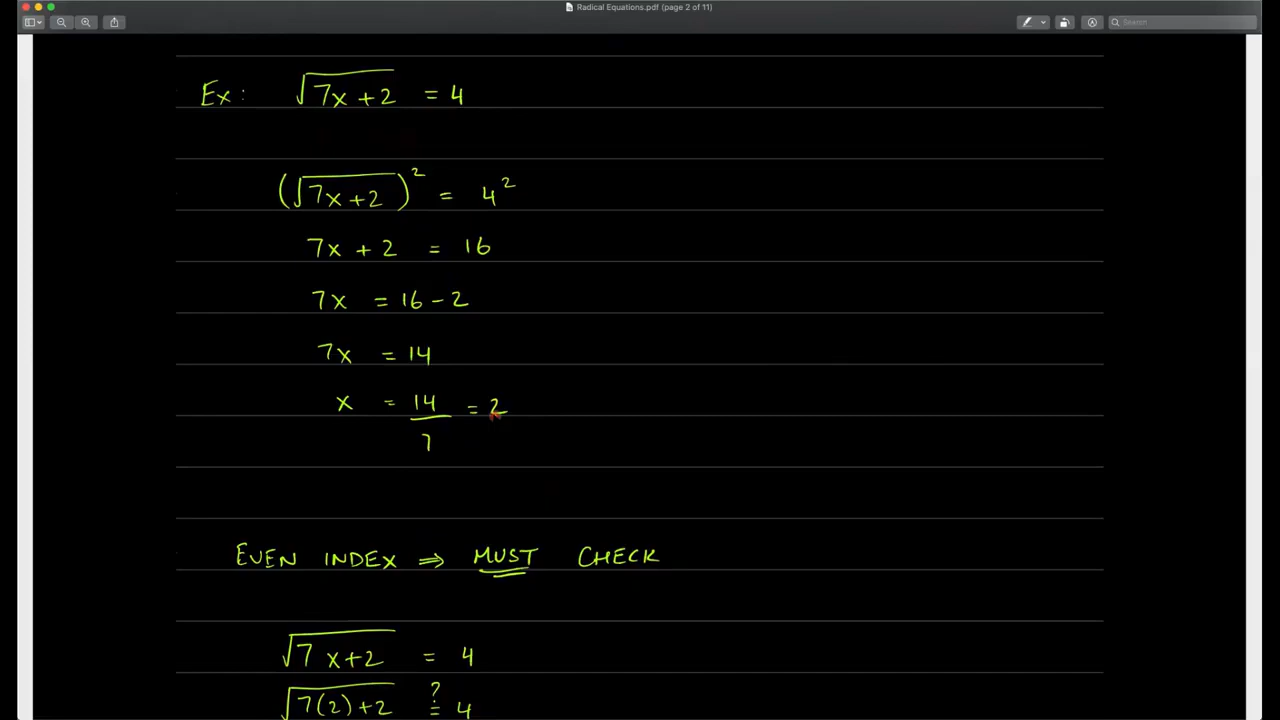 Radical Equations.pdf (page 2 of 11)
Search
Ex: √(7x+2) = 4
(√(7x+2))² = 4²
7x + 2 = 16
7x = 16 - 2
7x = 14
x = 14/7 = 2
EVEN INDEX ⇒ MUST CHECK
√(7x+2) = 4
√(7(2)+2) ≟ 4